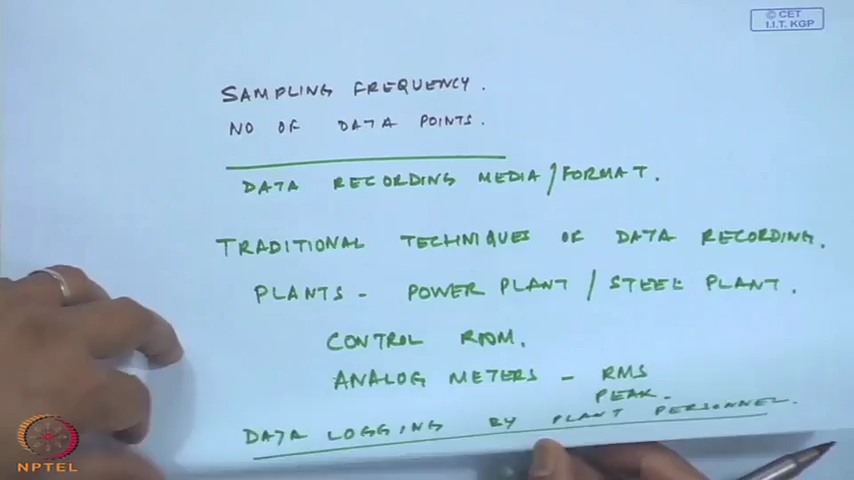 © CET
I.I.T. KGP
SAMPLING FREQUENCY.
NO OF DATA POINTS.
DATA RECORDING MEDIA/FORMAT.
TRADITIONAL TECHNIQUES OF DATA RECORDING.
PLANTS - POWER PLANT / STEEL PLANT.
CONTROL ROOM.
ANALOG METERS - RMS
PEAK.
DATA LOGGING BY PLANT PERSONNEL.
NPTEL